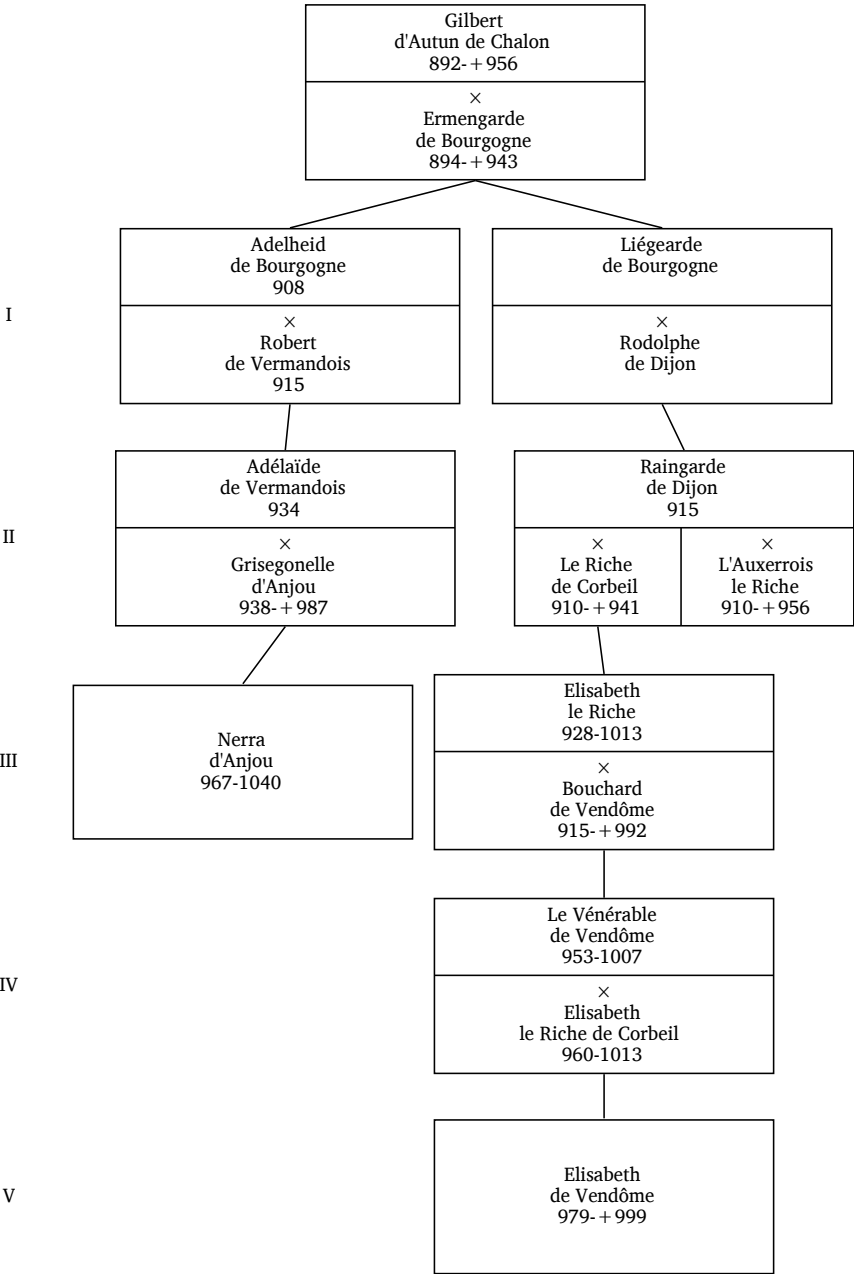 Gilbert
d'Autun de Chalon
892-+956
×
Ermengarde
de Bourgogne
894-+943
I
Adelheid
de Bourgogne
908
×
Robert
de Vermandois
915
Liégearde
de Bourgogne
×
Rodolphe
de Dijon
II
Adélaïde
de Vermandois
934
×
Grisegonelle
d'Anjou
938-+987
Raingarde
de Dijon
915
×
Le Riche
de Corbeil
910-+941
×
L'Auxerrois
le Riche
910-+956
III
Nerra
d'Anjou
967-1040
Elisabeth
le Riche
928-1013
×
Bouchard
de Vendôme
915-+992
IV
Le Vénérable
de Vendôme
953-1007
×
Elisabeth
le Riche de Corbeil
960-1013
V
Elisabeth
de Vendôme
979-+999